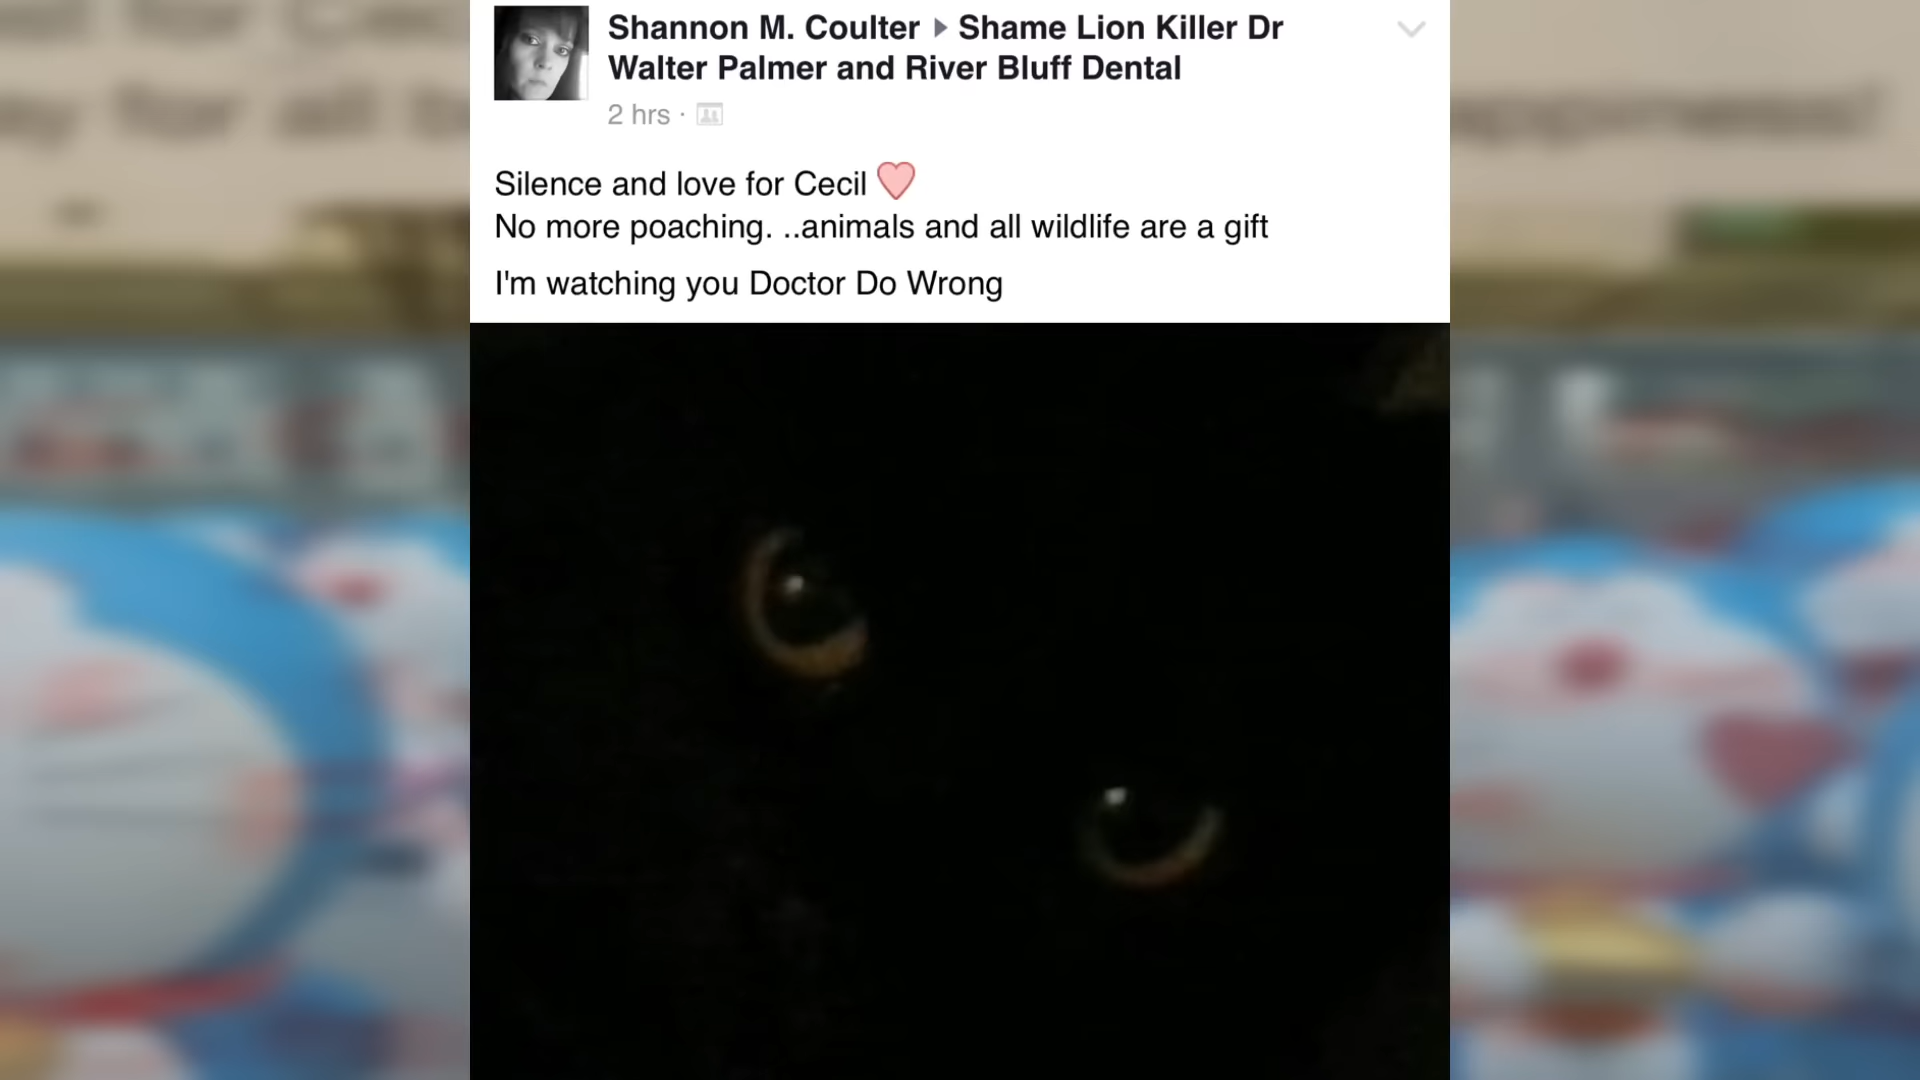 Shannon M. Coulter ▸ Shame Lion Killer Dr
Walter Palmer and River Bluff Dental
2 hrs ·
Silence and love for Cecil
No more poaching. ..animals and all wildlife are a gift
I'm watching you Doctor Do Wrong